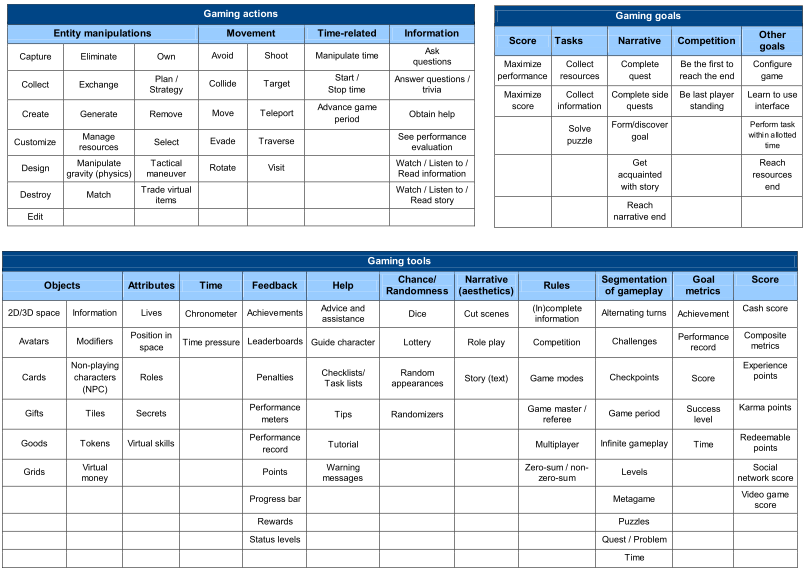 Gaming actions
Entity manipulations Movement Time-related Information
Capture Eliminate Own Avoid Shoot Manipulate time Ask questions
Collect Exchange Plan / Strategy Collide Target Start / Stop time Answer questions / trivia
Create Generate Remove Move Teleport Advance game period Obtain help
Customize Manage resources Select Evade Traverse See performance evaluation
Design Manipulate gravity (physics) Tactical maneuver Rotate Visit Watch / Listen to / Read information
Destroy Match Trade virtual items Watch / Listen to / Read story
Edit
Gaming goals
Score Tasks Narrative Competition Other goals
Maximize performance Collect resources Complete quest Be the first to reach the end Configure game
Maximize score Collect information Complete side quests Be last player standing Learn to use interface
Solve puzzle Form/discover goal Perform task within allotted time
Get acquainted with story Reach resources end
Reach narrative end
Gaming tools
Objects Attributes Time Feedback Help Chance/ Randomness Narrative (aesthetics) Rules Segmentation of gameplay Goal metrics Score
2D/3D space Information Lives Chronometer Achievements Advice and assistance Dice Cut scenes (In)complete information Alternating turns Achievement Cash score
Avatars Modifiers Position in space Time pressure Leaderboards Guide character Lottery Role play Competition Challenges Performance record Composite metrics
Cards Non-playing characters (NPC) Roles Penalties Checklists/ Task lists Random appearances Story (text) Game modes Checkpoints Score Experience points
Gifts Tiles Secrets Performance meters Tips Randomizers Game master / referee Game period Success level Karma points
Goods Tokens Virtual skills Performance record Tutorial Multiplayer Infinite gameplay Time Redeemable points
Grids Virtual money Points Warning messages Zero-sum / non-zero-sum Levels Social network score
Progress bar Metagame Video game score
Rewards Puzzles
Status levels Quest / Problem
Time